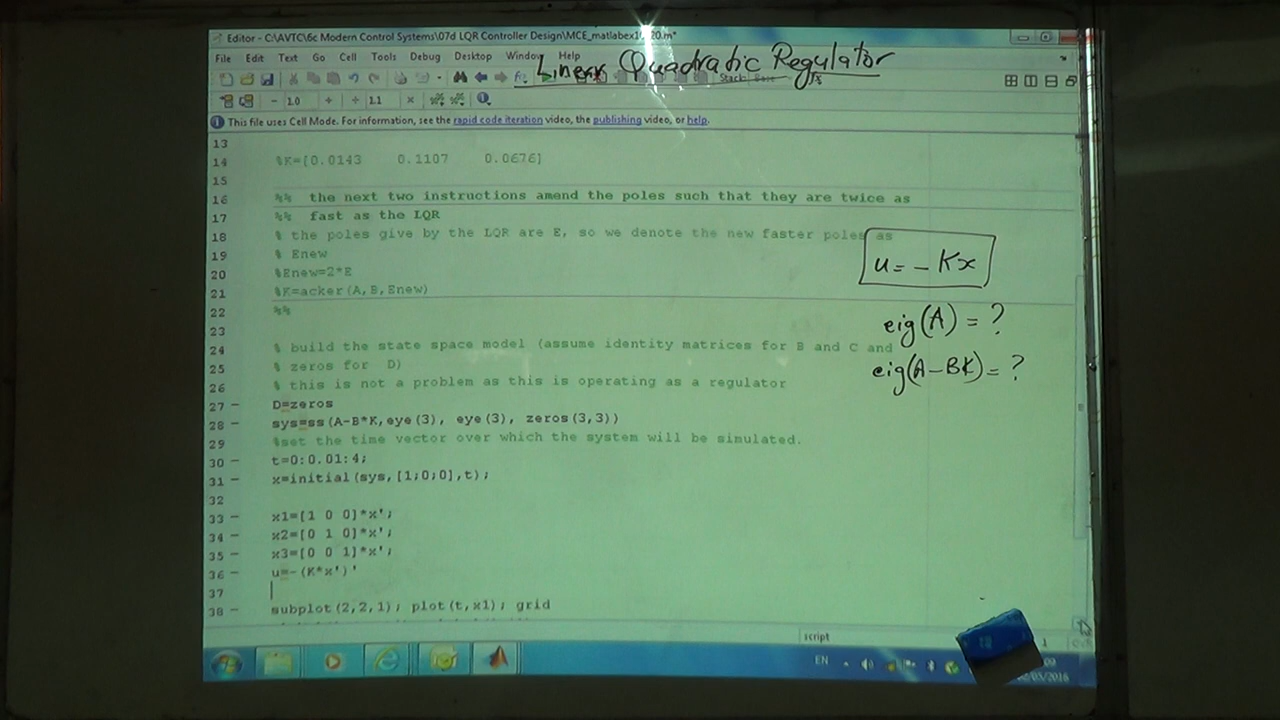 Editor - C:\AVTC\6c Modern Control Systems\07d LQR Controller Design\MCE_matlabex10_20.m*
File Edit Text Go Cell Tools Debug Desktop Window Help
Linear Quadratic Regulator
Stack: Base
- 1.0 + ÷ 1.1 ×
This file uses Cell Mode. For information, see the rapid code iteration video, the publishing video, or help.
13
14 %K=[0.0143 0.1107 0.0676]
15
16 %% the next two instructions amend the poles such that they are twice as
17 %% fast as the LQR
18 % the poles give by the LQR are E, so we denote the new faster poles as
19 % Enew
20 %Enew=2*E
21 %K=acker(A,B,Enew)
22 %%
23
24 % build the state space model (assume identity matrices for B and C and
25 % zeros for D)
26 % this is not a problem as this is operating as a regulator
27 - D=zeros
28 - sys=ss(A-B*K,eye(3), eye(3), zeros(3,3))
29 %set the time vector over which the system will be simulated.
30 - t=0:0.01:4;
31 - x=initial(sys,[1;0;0],t);
32
33 - x1=[1 0 0]*x';
34 - x2=[0 1 0]*x';
35 - x3=[0 0 1]*x';
36 - u=-(K*x')'
37
38 - subplot(2,2,1); plot(t,x1); grid
u = - Kx
eig(A) = ?
eig(A-BK) = ?
script
EN